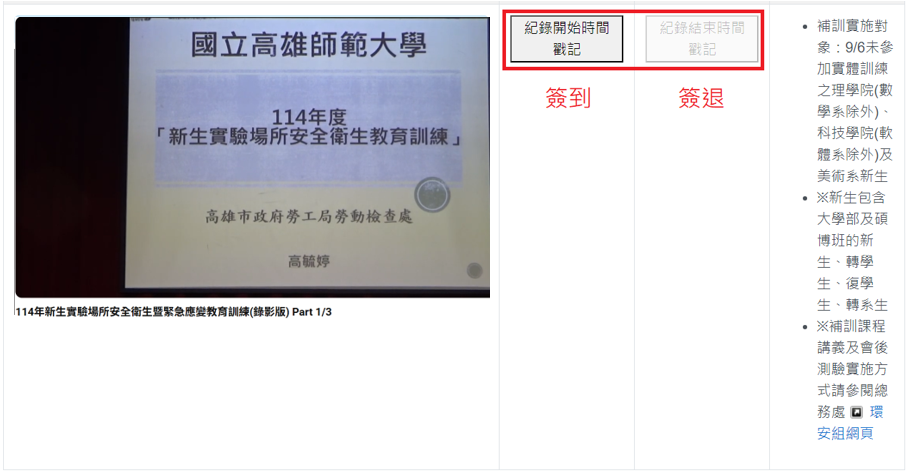 國立高雄師範大學
114年度
「新生實驗場所安全衛生教育訓練」
高雄市政府勞工局勞動檢查處
高毓婷
114年新生實驗場所安全衛生暨緊急應變教育訓練(錄影版) Part 1/3
紀錄開始時間
戳記
簽到
紀錄結束時間
戳記
簽退
補訓實施對
象：9/6未參
加實體訓練
之理學院(數
學系除外)、
科技學院(軟
體系除外)及
美術系新生
※新生包含
大學部及碩
博班的新
生、轉學
生、復學
生、轉系生
※補訓課程
講義及會後
測驗實施方
式請參閱總
務處 環
安組網頁